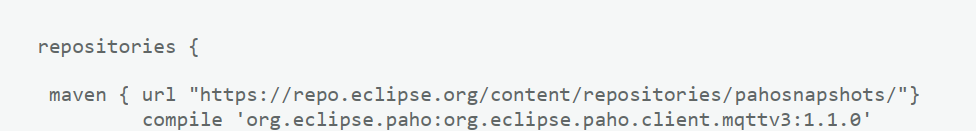 repositories {
maven { url "https://repo.eclipse.org/content/repositories/pahosnapshots/"}
compile 'org.eclipse.paho:org.eclipse.paho.client.mqttv3:1.1.0'